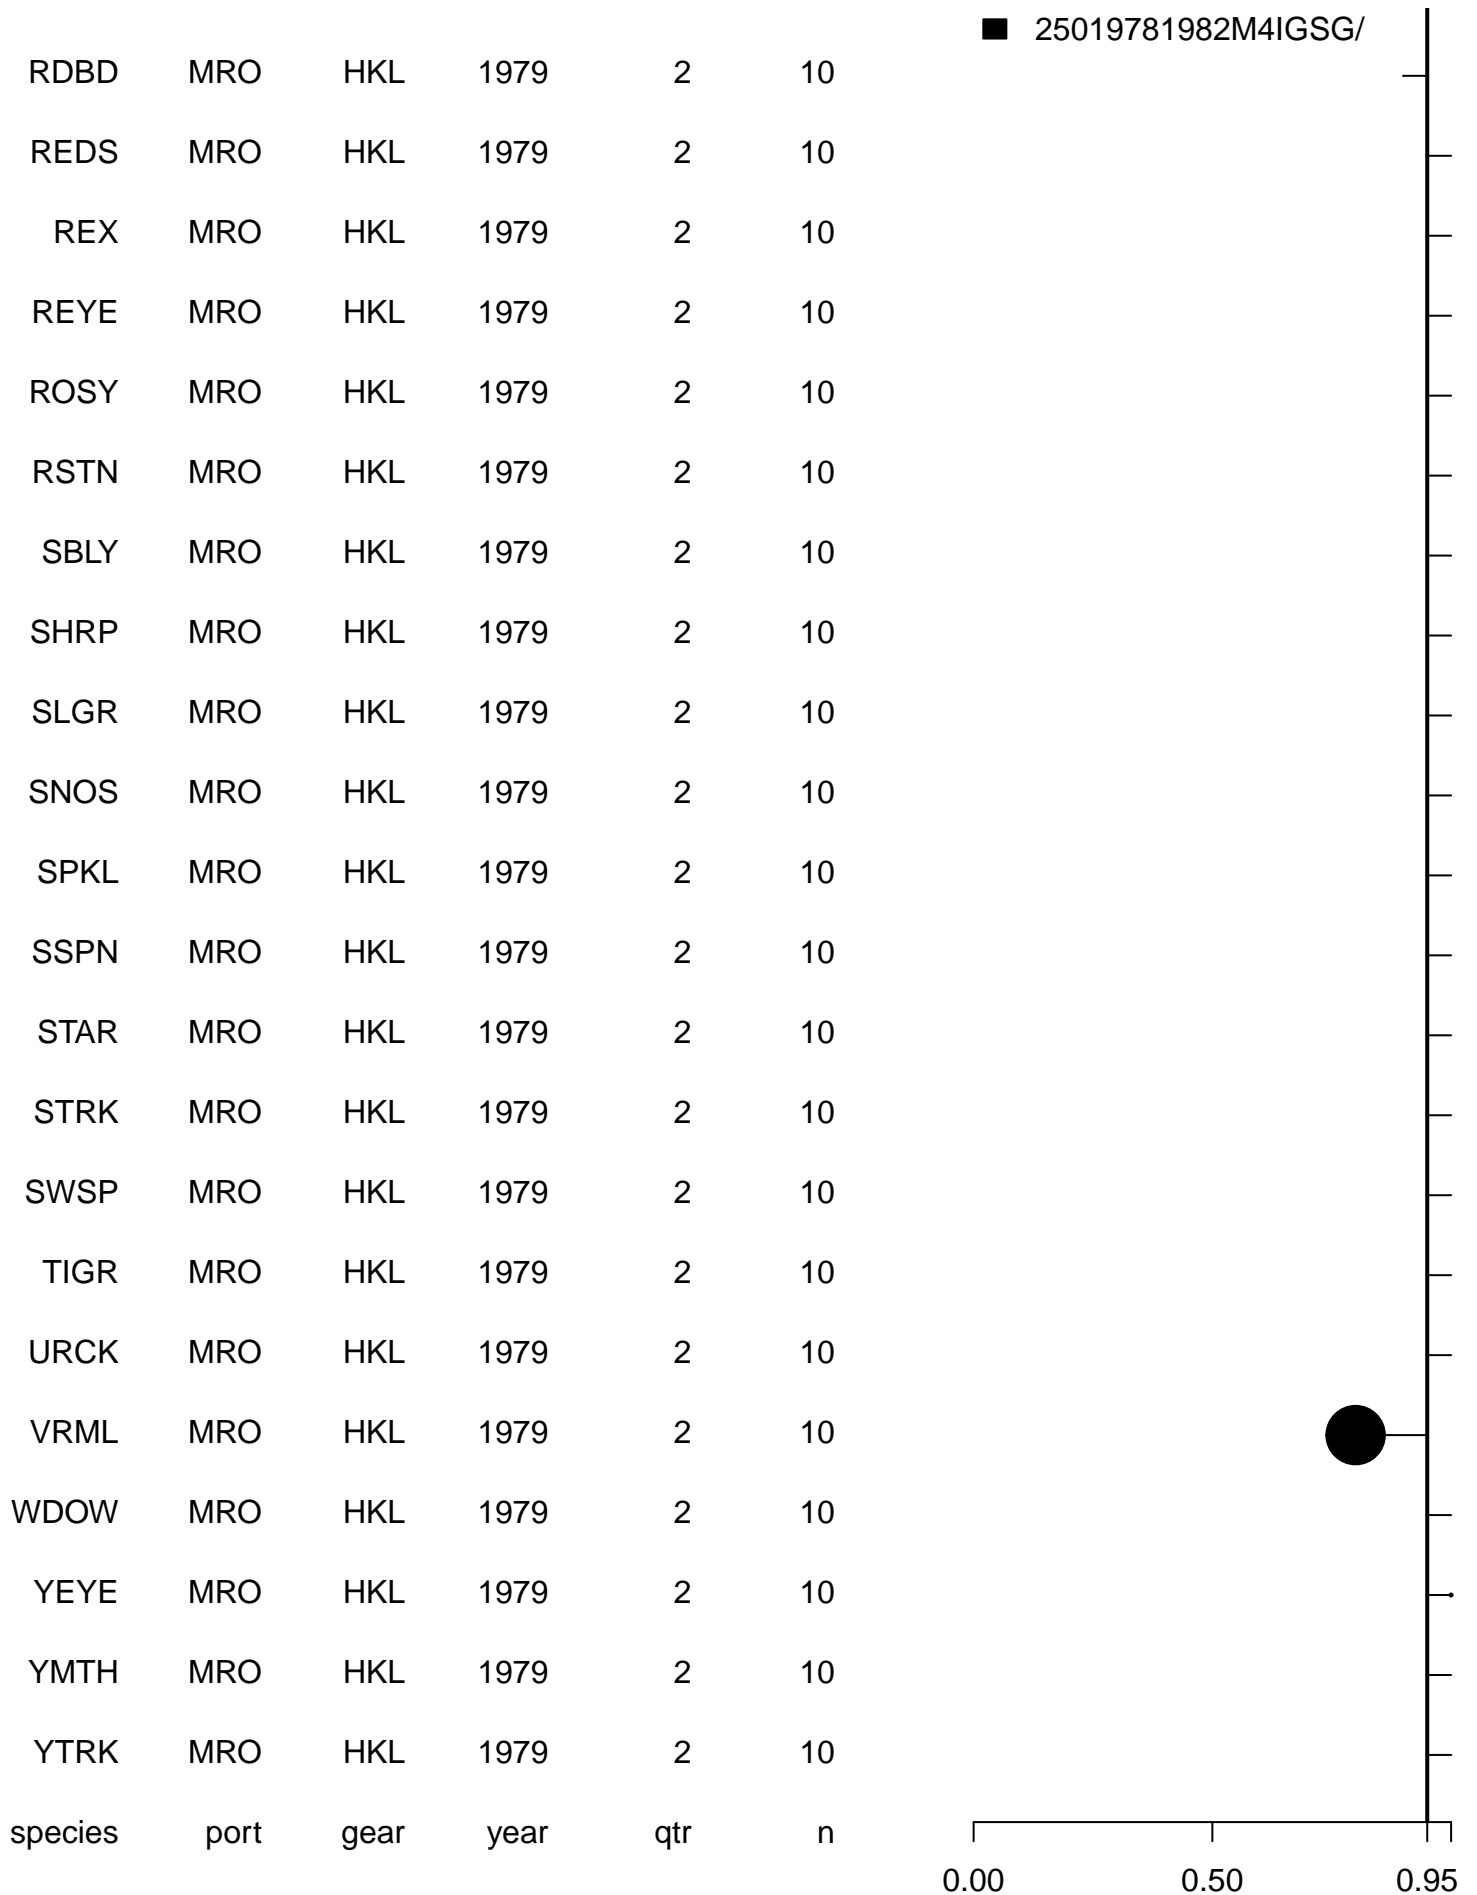 25019781982M4IGSG/
RDBD MRO HKL 1979 2 10
REDS MRO HKL 1979 2 10
REX MRO HKL 1979 2 10
REYE MRO HKL 1979 2 10
ROSY MRO HKL 1979 2 10
RSTN MRO HKL 1979 2 10
SBLY MRO HKL 1979 2 10
SHRP MRO HKL 1979 2 10
SLGR MRO HKL 1979 2 10
SNOS MRO HKL 1979 2 10
SPKL MRO HKL 1979 2 10
SSPN MRO HKL 1979 2 10
STAR MRO HKL 1979 2 10
STRK MRO HKL 1979 2 10
SWSP MRO HKL 1979 2 10
TIGR MRO HKL 1979 2 10
URCK MRO HKL 1979 2 10
VRML MRO HKL 1979 2 10
WDOW MRO HKL 1979 2 10
YEYE MRO HKL 1979 2 10
YMTH MRO HKL 1979 2 10
YTRK MRO HKL 1979 2 10
species port gear year qtr n
0.00 0.50 0.95